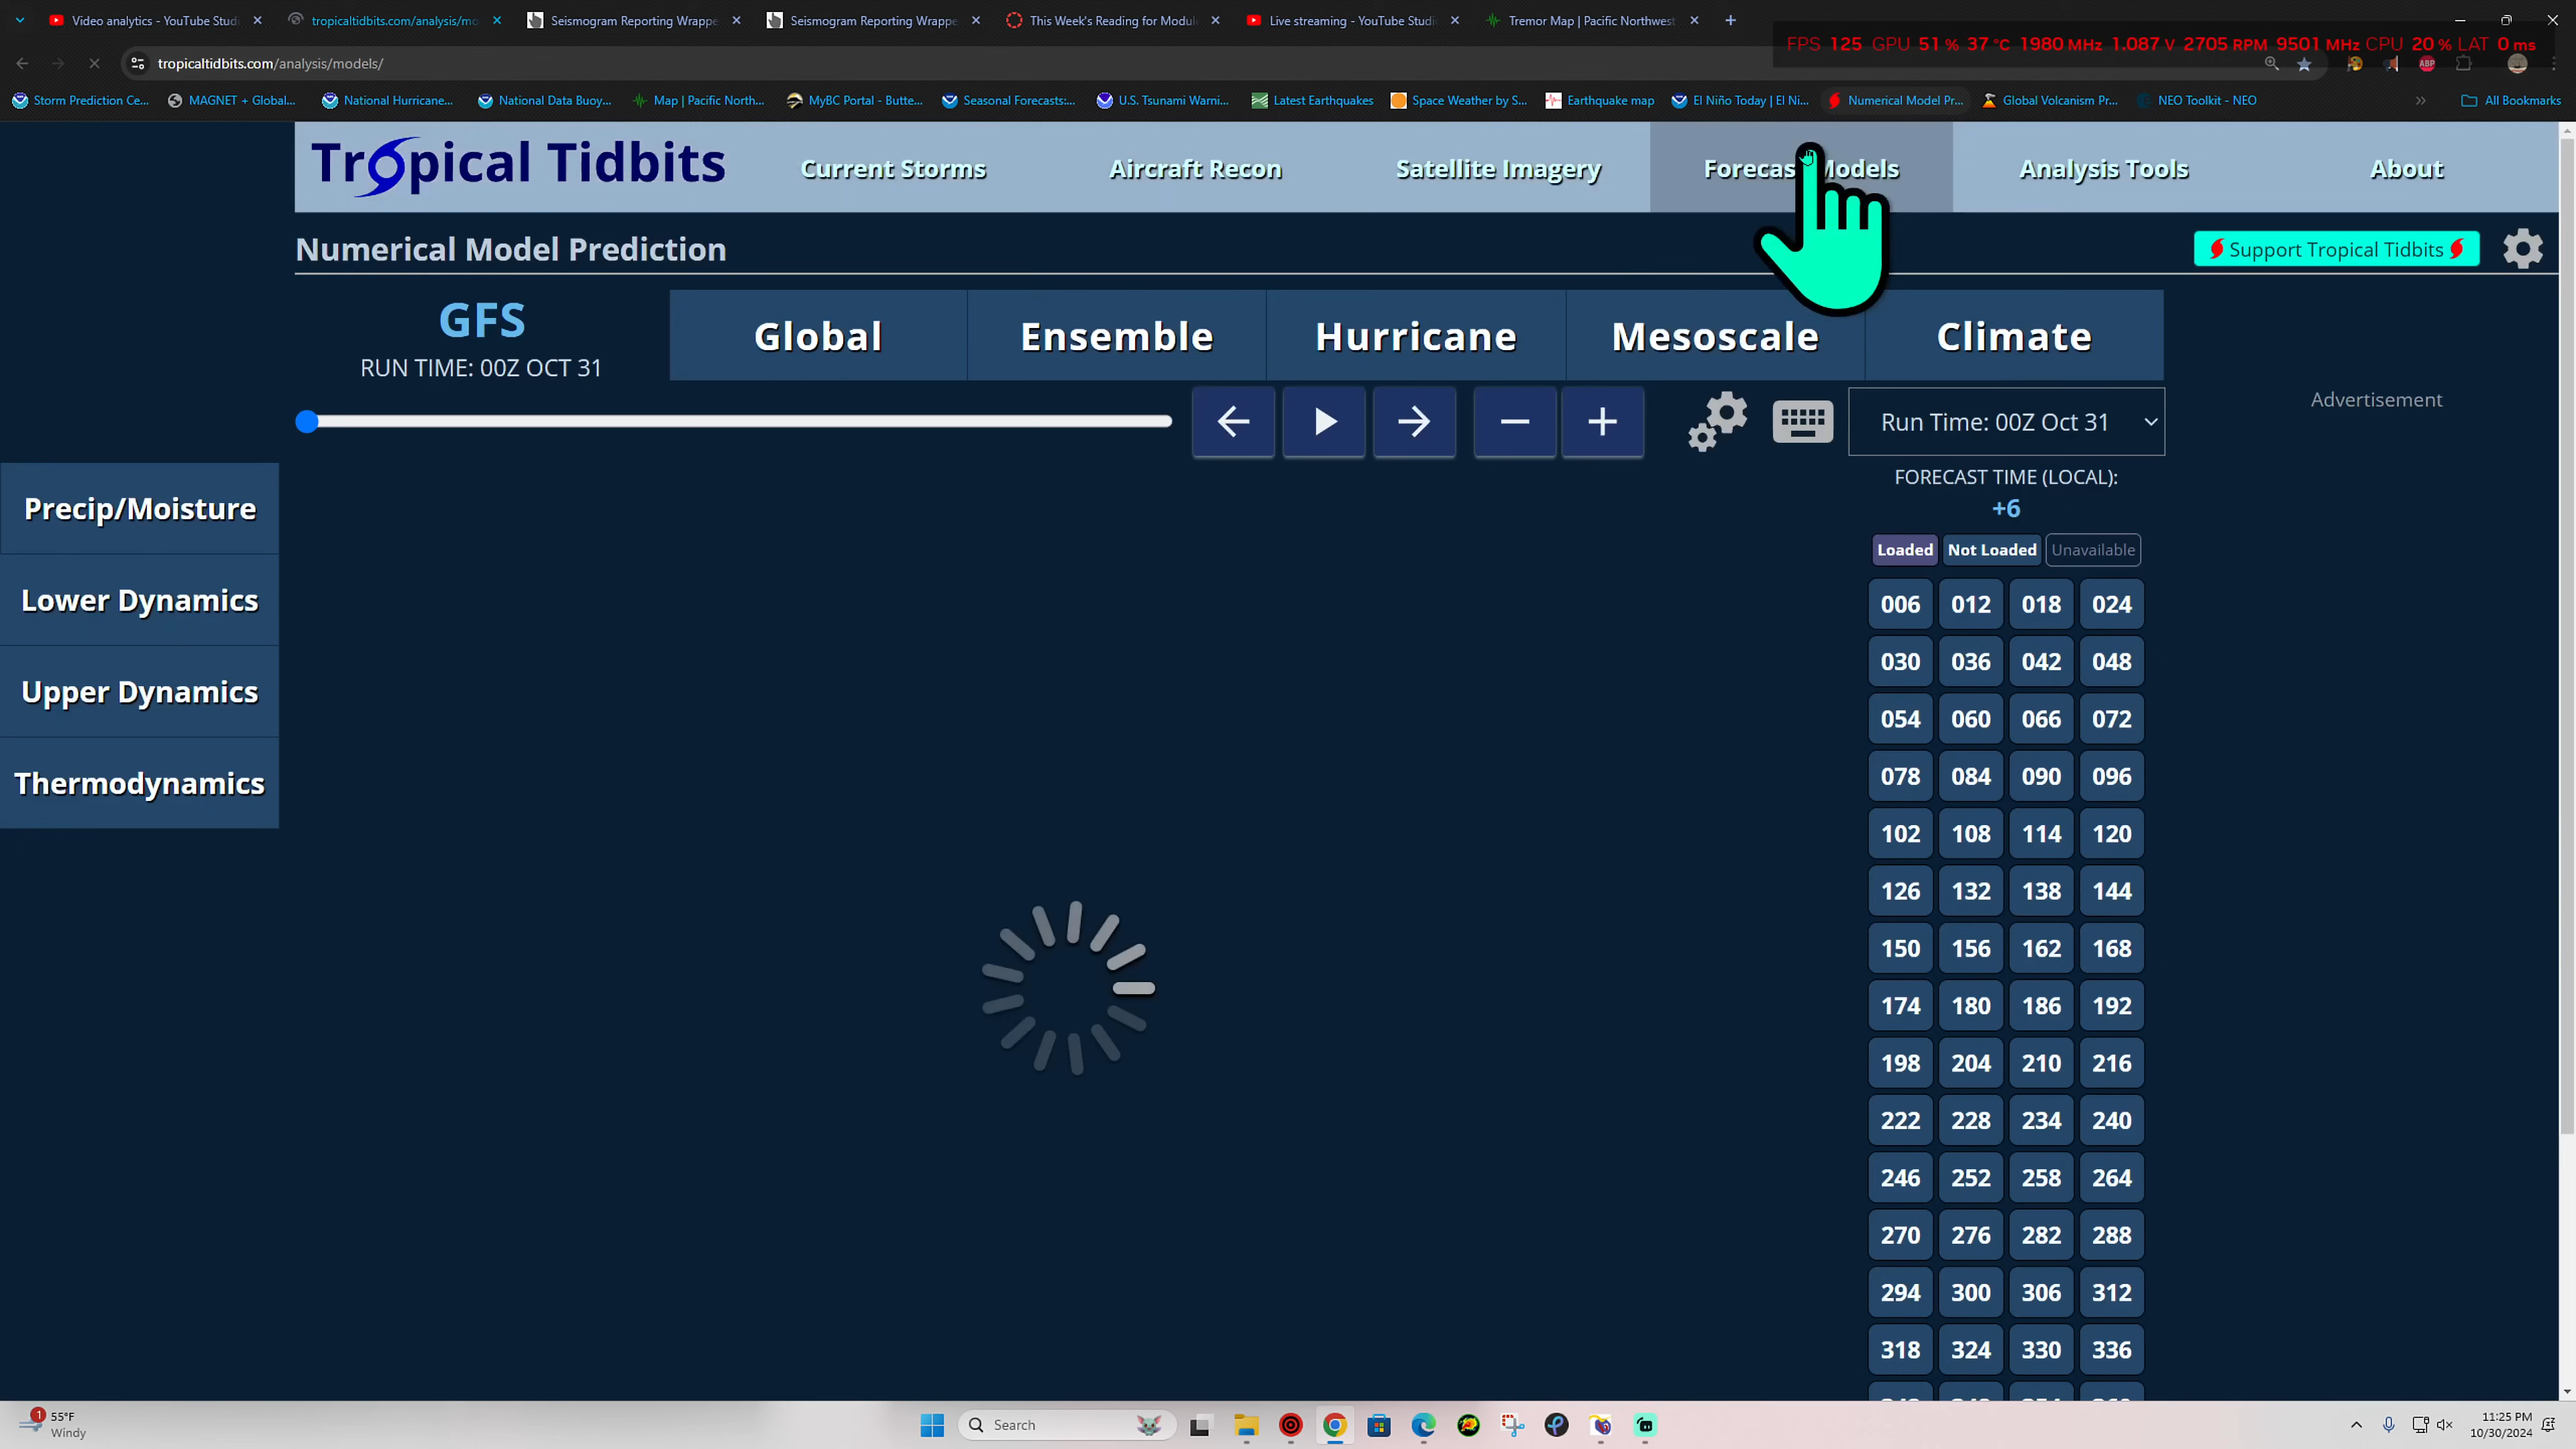 Video analytics - YouTube Studi
tropicaltidbits.com/analysis/mo
Seismogram Reporting Wrappe
Seismogram Reporting Wrappe
This Week's Reading for Modul
Live streaming - YouTube Studi
Tremor Map | Pacific Northwest
FPS 125 GPU 51 % 37 °C 1980 MHz 1.087 V 2705 RPM 9501 MHz CPU 20 % LAT 0 ms
tropicaltidbits.com/analysis/models/
ABP
Storm Prediction Ce...
MAGNET + Global...
National Hurricane...
National Data Buoy...
Map | Pacific North...
MyBC Portal - Butte...
Seasonal Forecasts:...
U.S. Tsunami Warni...
Latest Earthquakes
Space Weather by S...
Earthquake map
El Niño Today | El Ni...
Numerical Model Pr...
Global Volcanism Pr...
NEO Toolkit - NEO
All Bookmarks
Tropical Tidbits
Current Storms
Aircraft Recon
Satellite Imagery
Forecas Models
Analysis Tools
About
Numerical Model Prediction
Support Tropical Tidbits
GFS
RUN TIME: 00Z OCT 31
Global
Ensemble
Hurricane
Mesoscale
Climate
Run Time: 00Z Oct 31
Advertisement
FORECAST TIME (LOCAL):
+6
Loaded Not Loaded Unavailable
Precip/Moisture
Lower Dynamics
Upper Dynamics
Thermodynamics
006 012 018 024
030 036 042 048
054 060 066 072
078 084 090 096
102 108 114 120
126 132 138 144
150 156 162 168
174 180 186 192
198 204 210 216
222 228 234 240
246 252 258 264
270 276 282 288
294 300 306 312
318 324 330 336
1
55°F
Windy
Search
11:25 PM
10/30/2024